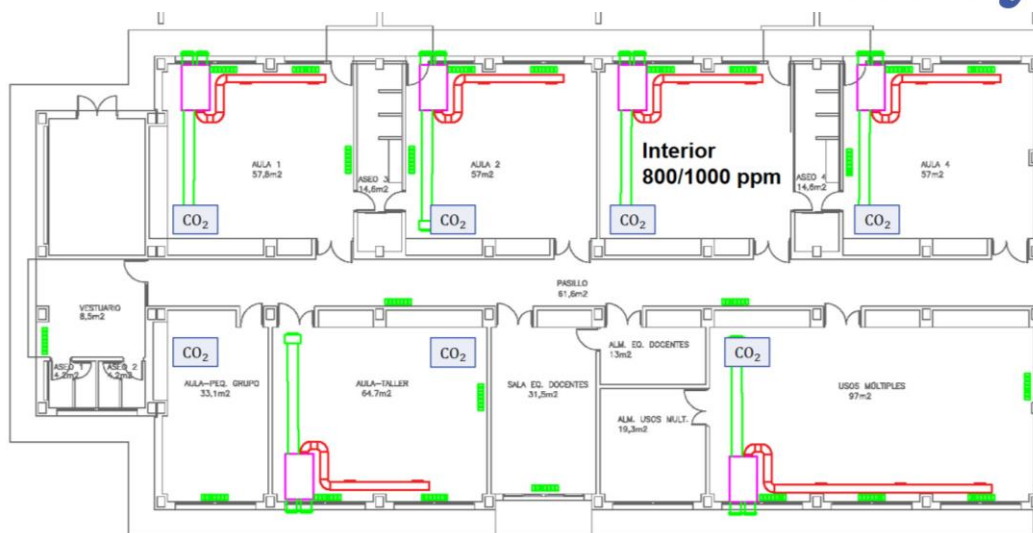 AULA 1
57,8m2
ASEO 3
14,6m2
AULA 2
57m2
Interior
800/1000 ppm
ASEO 4
14,6m2
AULA 4
57m2
CO₂
CO₂
CO₂
CO₂
PASILLO
61,6m2
VESTUARIO
8,5m2
ASEO 1
4,2m2
ASEO 2
4,2m2
CO₂
AULA-PEQ. GRUPO
33,1m2
CO₂
AULA-TALLER
64.7m2
SALA EQ. DOCENTES
31,5m2
ALM. EQ. DOCENTES
13m2
ALM. USOS MULT.
19,3m2
CO₂
USOS MÚLTIPLES
97m2